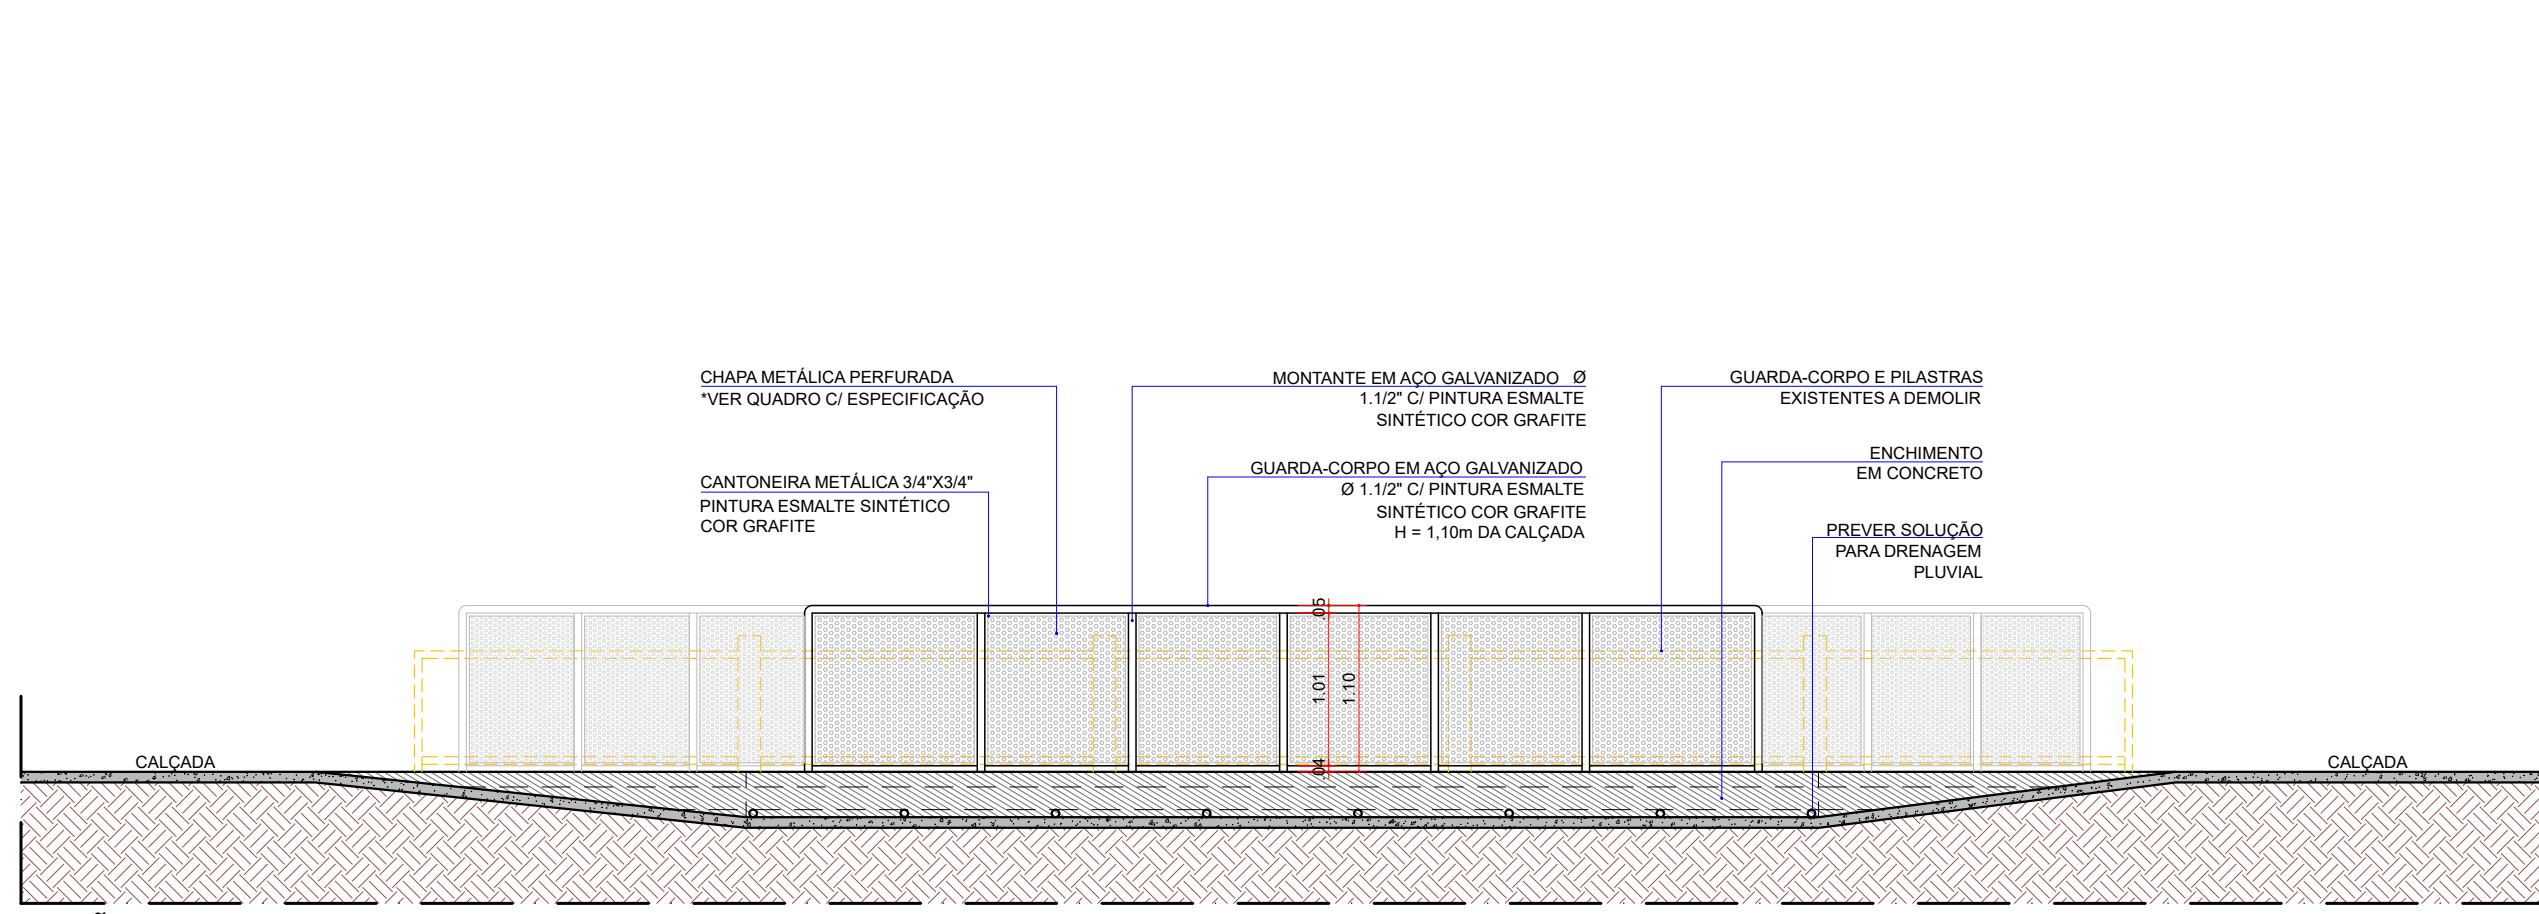 CHAPA METÁLICA PERFURADA
*VER QUADRO C/ ESPECIFICAÇÃO
MONTANTE EM AÇO GALVANIZADO Ø
1.1/2" C/ PINTURA ESMALTE
SINTÉTICO COR GRAFITE
GUARDA-CORPO E PILASTRAS
EXISTENTES A DEMOLIR
CANTONEIRA METÁLICA 3/4"X3/4"
PINTURA ESMALTE SINTÉTICO
COR GRAFITE
GUARDA-CORPO EM AÇO GALVANIZADO
Ø 1.1/2" C/ PINTURA ESMALTE
SINTÉTICO COR GRAFITE
H = 1,10m DA CALÇADA
ENCHIMENTO
EM CONCRETO
PREVER SOLUÇÃO
PARA DRENAGEM
PLUVIAL
.05
1.01
1.10
.04
CALÇADA
CALÇADA